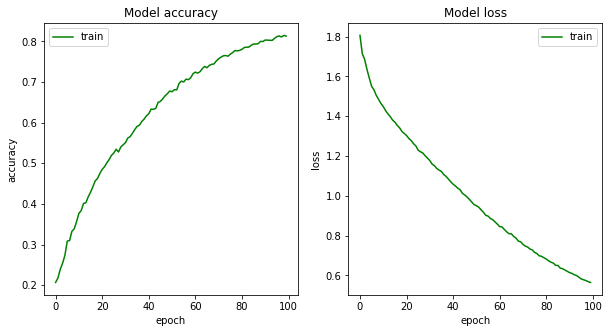 Model accuracy
train
0.8
0.7
0.6
0.5
0.4
0.3
0.2
accuracy
0 20 40 60 80 100
epoch
Model loss
train
1.8
1.6
1.4
1.2
1.0
0.8
0.6
loss
0 20 40 60 80 100
epoch